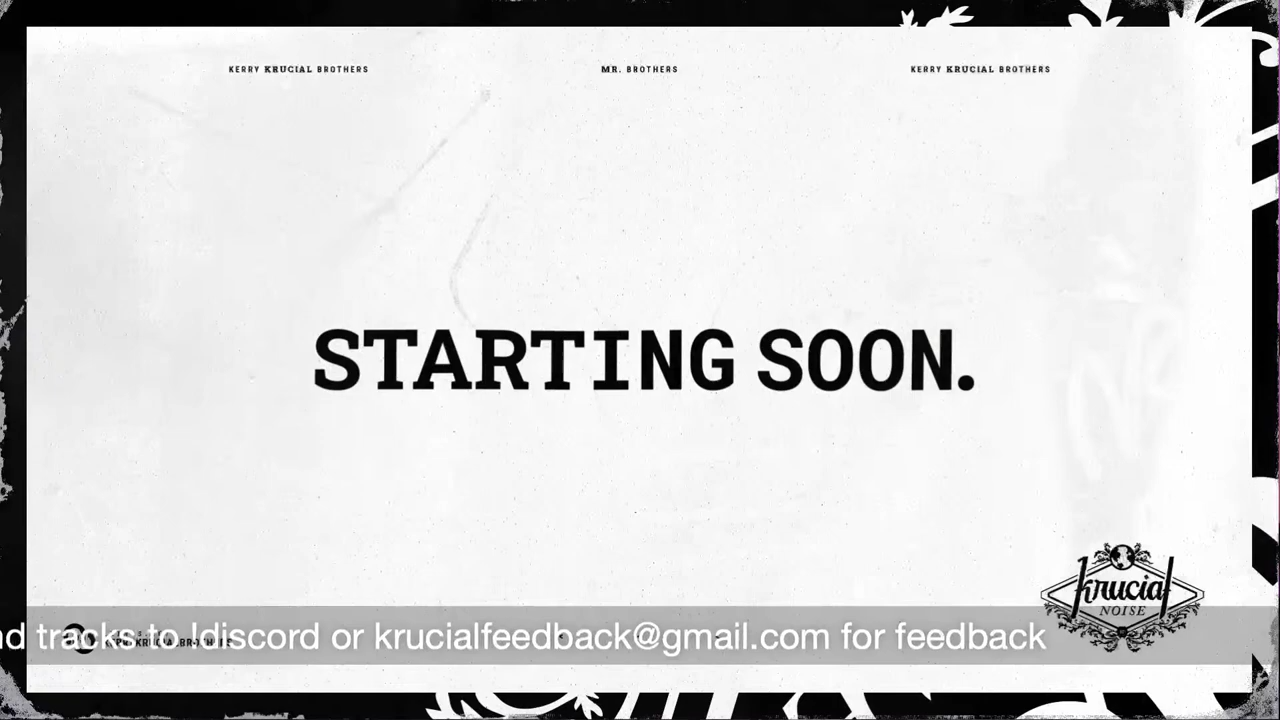 KERRY KRUCIAL BROTHERS
MR. BROTHERS
KERRY KRUCIAL BROTHERS
STARTING SOON.
krucial
NOISE
d tracks to !discord or krucialfeedback@gmail.com for feedback